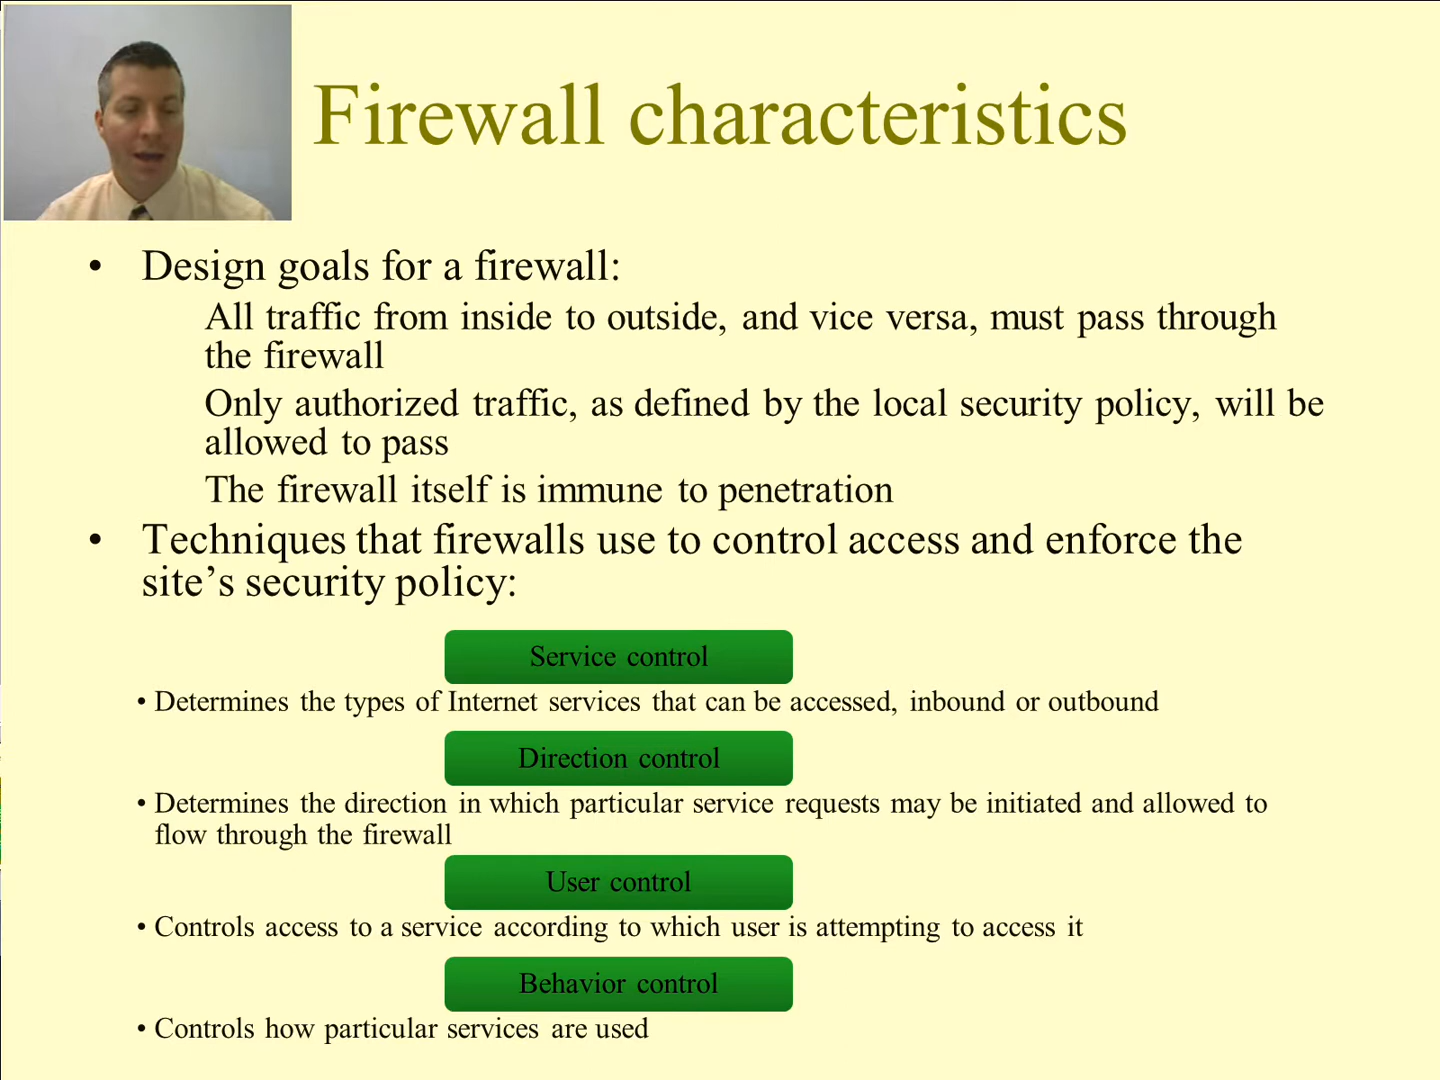 Firewall characteristics
• Design goals for a firewall:
All traffic from inside to outside, and vice versa, must pass through
the firewall
Only authorized traffic, as defined by the local security policy, will be
allowed to pass
The firewall itself is immune to penetration
• Techniques that firewalls use to control access and enforce the
site’s security policy:
Service control
• Determines the types of Internet services that can be accessed, inbound or outbound
Direction control
• Determines the direction in which particular service requests may be initiated and allowed to
flow through the firewall
User control
• Controls access to a service according to which user is attempting to access it
Behavior control
• Controls how particular services are used